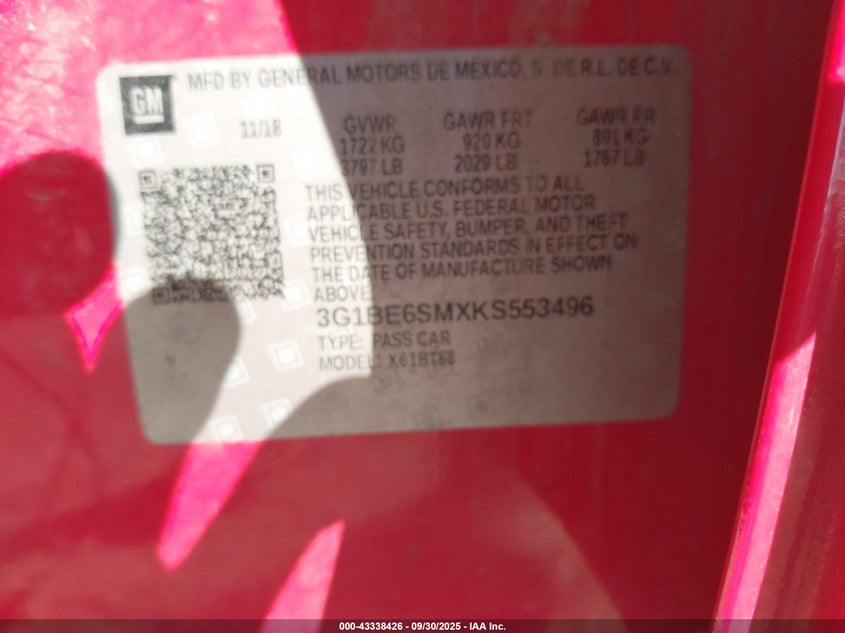 GM
MFD BY GENERAL MOTORS DE MEXICO, S. DE R.L. DE C.V.
11/18 GVWR GAWR FRT GAWR RR
1722 KG 920 KG 801 KG
3797 LB 2029 LB 1767 LB
THIS VEHICLE CONFORMS TO ALL
APPLICABLE U.S. FEDERAL MOTOR
VEHICLE SAFETY, BUMPER, AND THEFT
PREVENTION STANDARDS IN EFFECT ON
THE DATE OF MANUFACTURE SHOWN
ABOVE.
3G1BE6SMXKS553496
TYPE: PASS CAR
MODEL: X61BT68
000-43338426 - 09/30/2025 - IAA Inc.